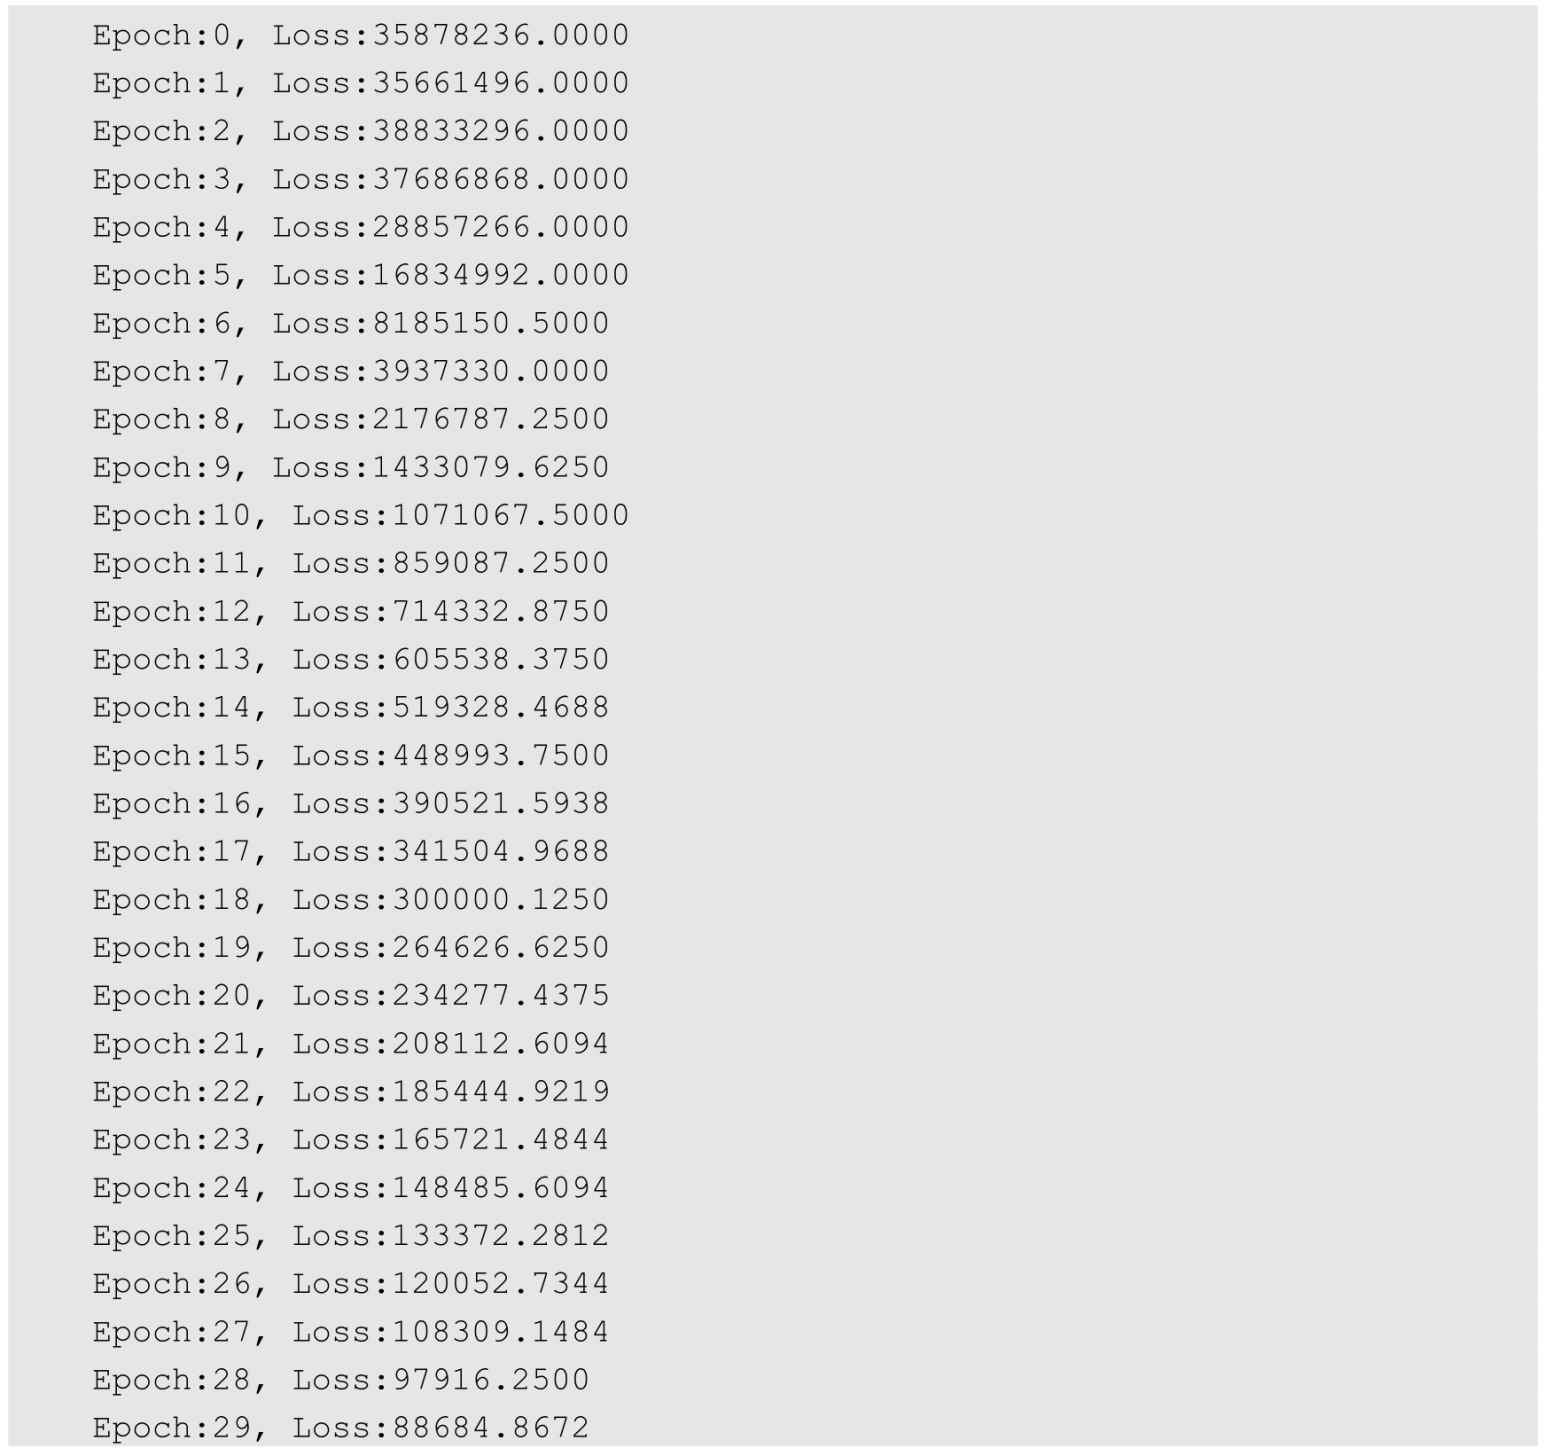 Epoch:0, Loss:35878236.0000
Epoch:1, Loss:35661496.0000
Epoch:2, Loss:38833296.0000
Epoch:3, Loss:37686868.0000
Epoch:4, Loss:28857266.0000
Epoch:5, Loss:16834992.0000
Epoch:6, Loss:8185150.5000
Epoch:7, Loss:3937330.0000
Epoch:8, Loss:2176787.2500
Epoch:9, Loss:1433079.6250
Epoch:10, Loss:1071067.5000
Epoch:11, Loss:859087.2500
Epoch:12, Loss:714332.8750
Epoch:13, Loss:605538.3750
Epoch:14, Loss:519328.4688
Epoch:15, Loss:448993.7500
Epoch:16, Loss:390521.5938
Epoch:17, Loss:341504.9688
Epoch:18, Loss:300000.1250
Epoch:19, Loss:264626.6250
Epoch:20, Loss:234277.4375
Epoch:21, Loss:208112.6094
Epoch:22, Loss:185444.9219
Epoch:23, Loss:165721.4844
Epoch:24, Loss:148485.6094
Epoch:25, Loss:133372.2812
Epoch:26, Loss:120052.7344
Epoch:27, Loss:108309.1484
Epoch:28, Loss:97916.2500
Epoch:29, Loss:88684.8672